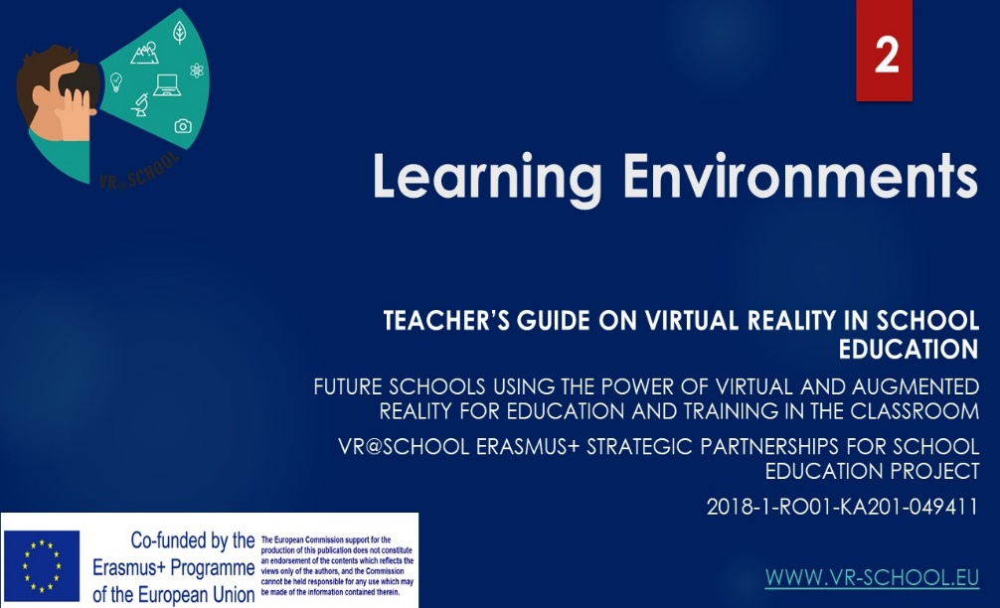 VR@SCHOOL
2
Learning Environments
TEACHER'S GUIDE ON VIRTUAL REALITY IN SCHOOL
EDUCATION
FUTURE SCHOOLS USING THE POWER OF VIRTUAL AND AUGMENTED
REALITY FOR EDUCATION AND TRAINING IN THE CLASSROOM
VR@SCHOOL ERASMUS+ STRATEGIC PARTNERSHIPS FOR SCHOOL
EDUCATION PROJECT
2018-1-RO01-KA201-049411
Co-funded by the
Erasmus+ Programme
of the European Union
The European Commission support for the
production of this publication does not constitute
an endorsement of the contents which reflects the
views only of the authors, and the Commission
cannot be held responsible for any use which may
be made of the information contained therein.
WWW.VR-SCHOOL.EU